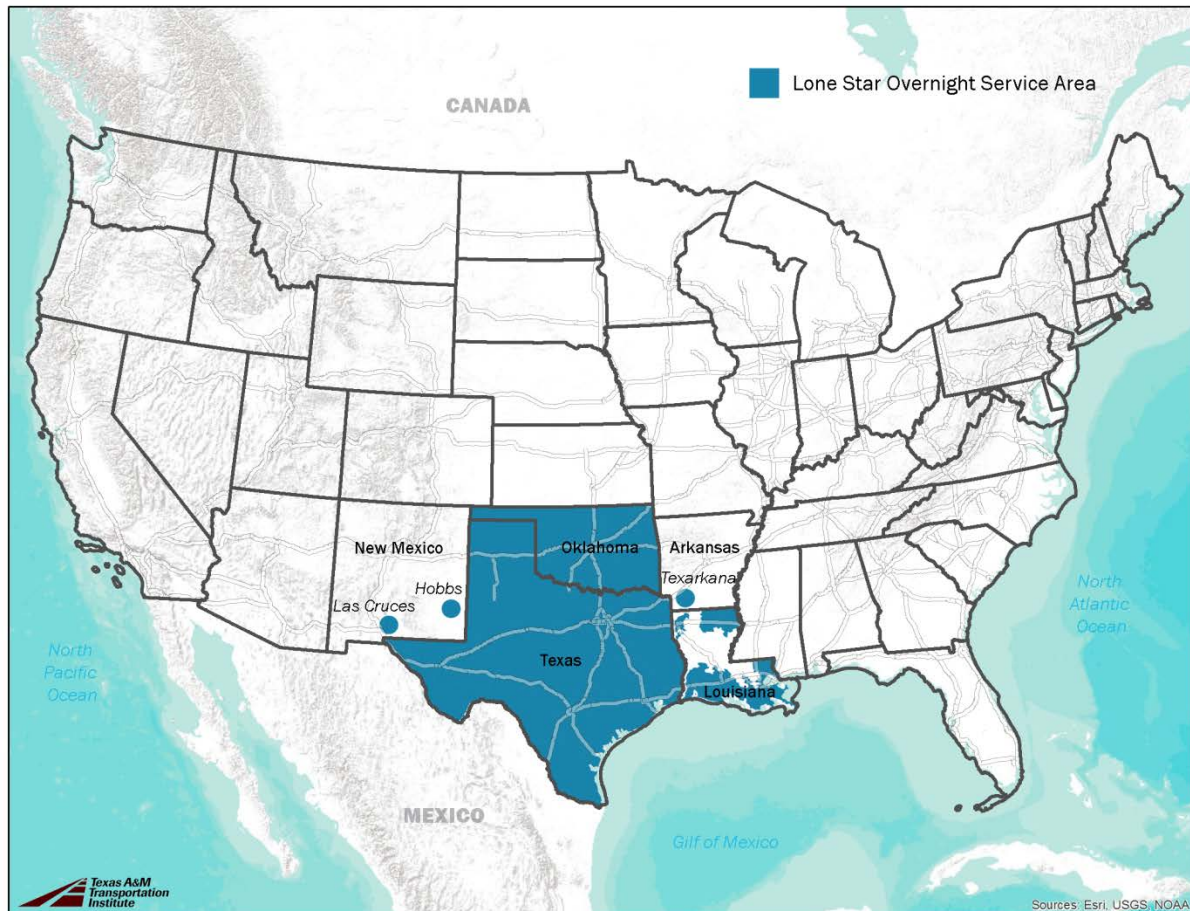 Lone Star Overnight Service Area
CANADA
New Mexico
Oklahoma
Arkansas
Hobbs
Texarkana
Las Cruces
North
Pacific
Ocean
North
Atlantic
Ocean
Texas
Louisiana
MEXICO
Gilf of Mexico
Texas A&M
Transportation
Institute
Sources: Esri, USGS, NOAA